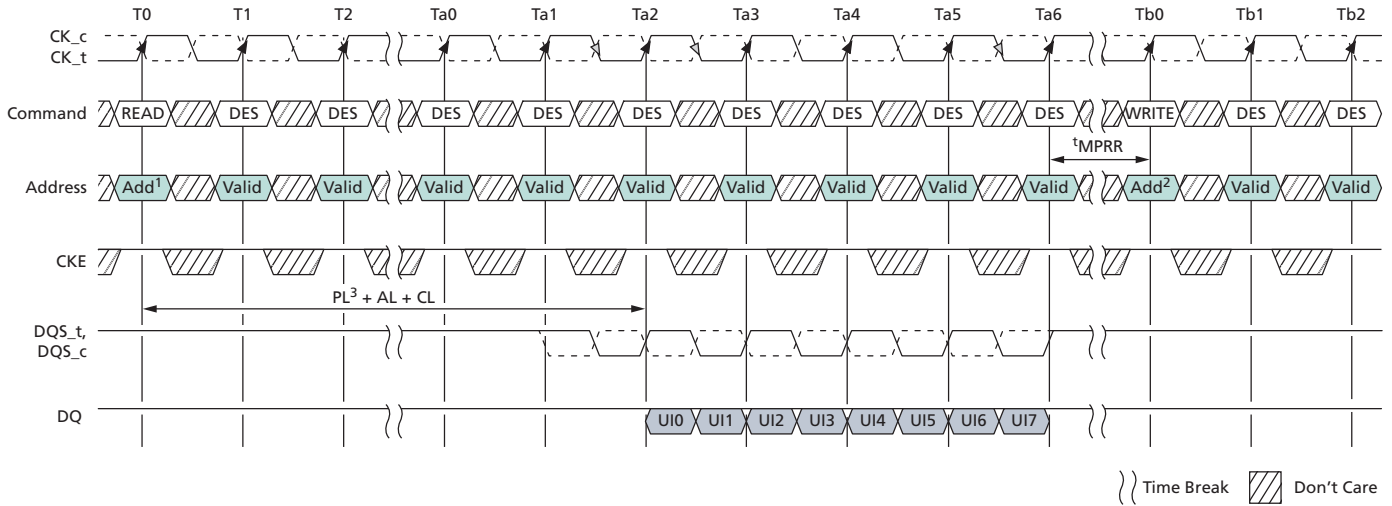 T0 T1 T2 Ta0 Ta1 Ta2 Ta3 Ta4 Ta5 Ta6 Tb0 Tb1 Tb2
CK_c
CK_t
Command READ DES DES DES DES DES DES DES DES DES WRITE DES DES
tMPRR
Address Add1 Valid Valid Valid Valid Valid Valid Valid Valid Valid Add2 Valid Valid
CKE
PL3 + AL + CL
DQS_t,
DQS_c
DQ UI0 UI1 UI2 UI3 UI4 UI5 UI6 UI7
Time Break Don't Care